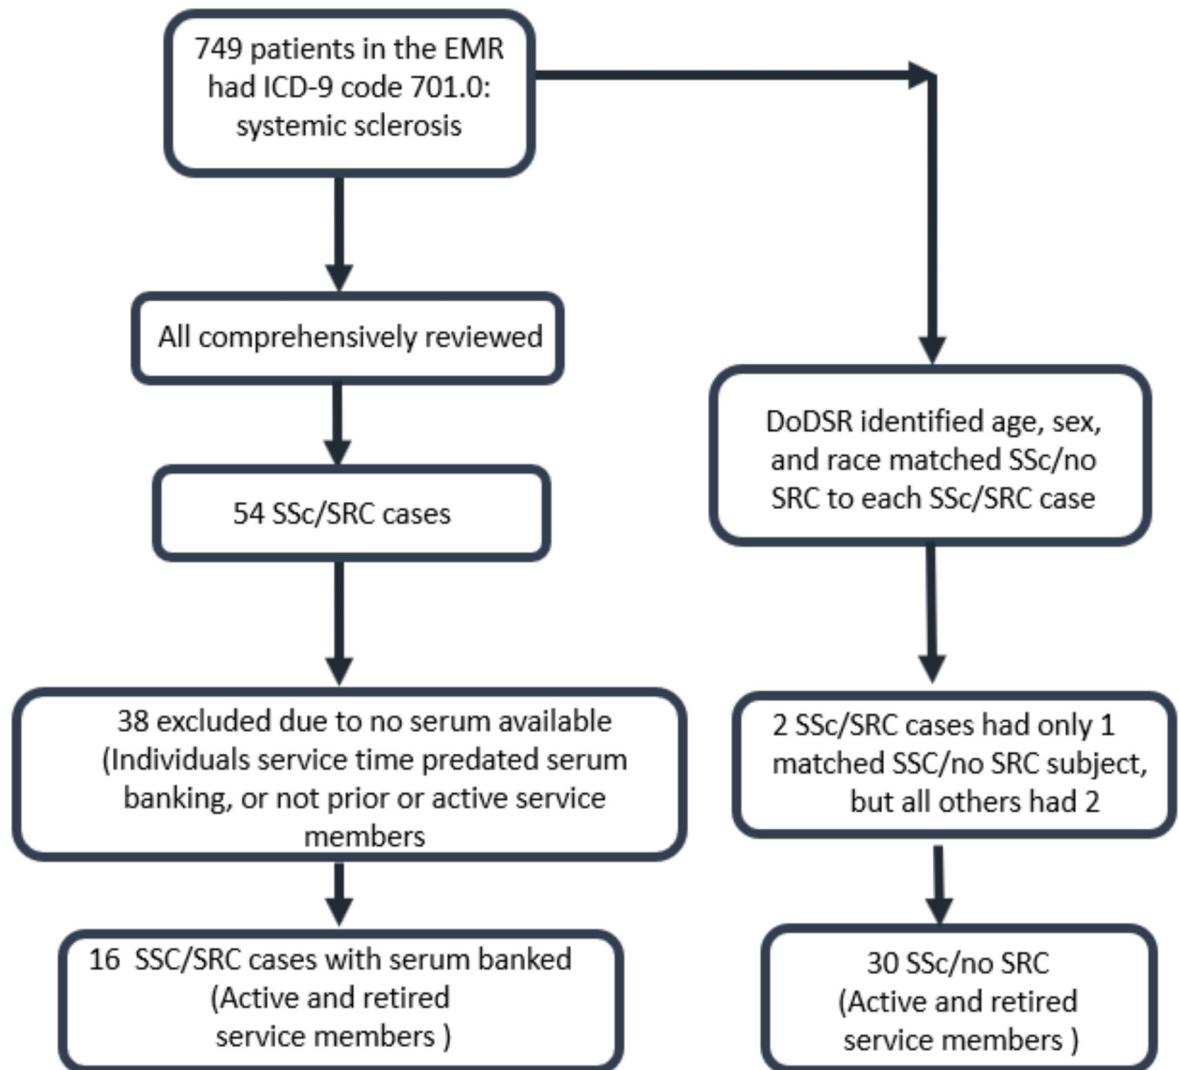 749 patients in the EMR
had ICD-9 code 701.0:
systemic sclerosis
All comprehensively reviewed
54 SSc/SRC cases
38 excluded due to no serum available
(Individuals service time predated serum
banking, or not prior or active service
members
16  SSC/SRC cases with serum banked
(Active and retired
service members )
DoDSR identified age, sex,
and race matched SSc/no
SRC to each SSc/SRC case
2 SSc/SRC cases had only 1
matched SSC/no SRC subject,
but all others had 2
30 SSc/no SRC
(Active and retired
service members )